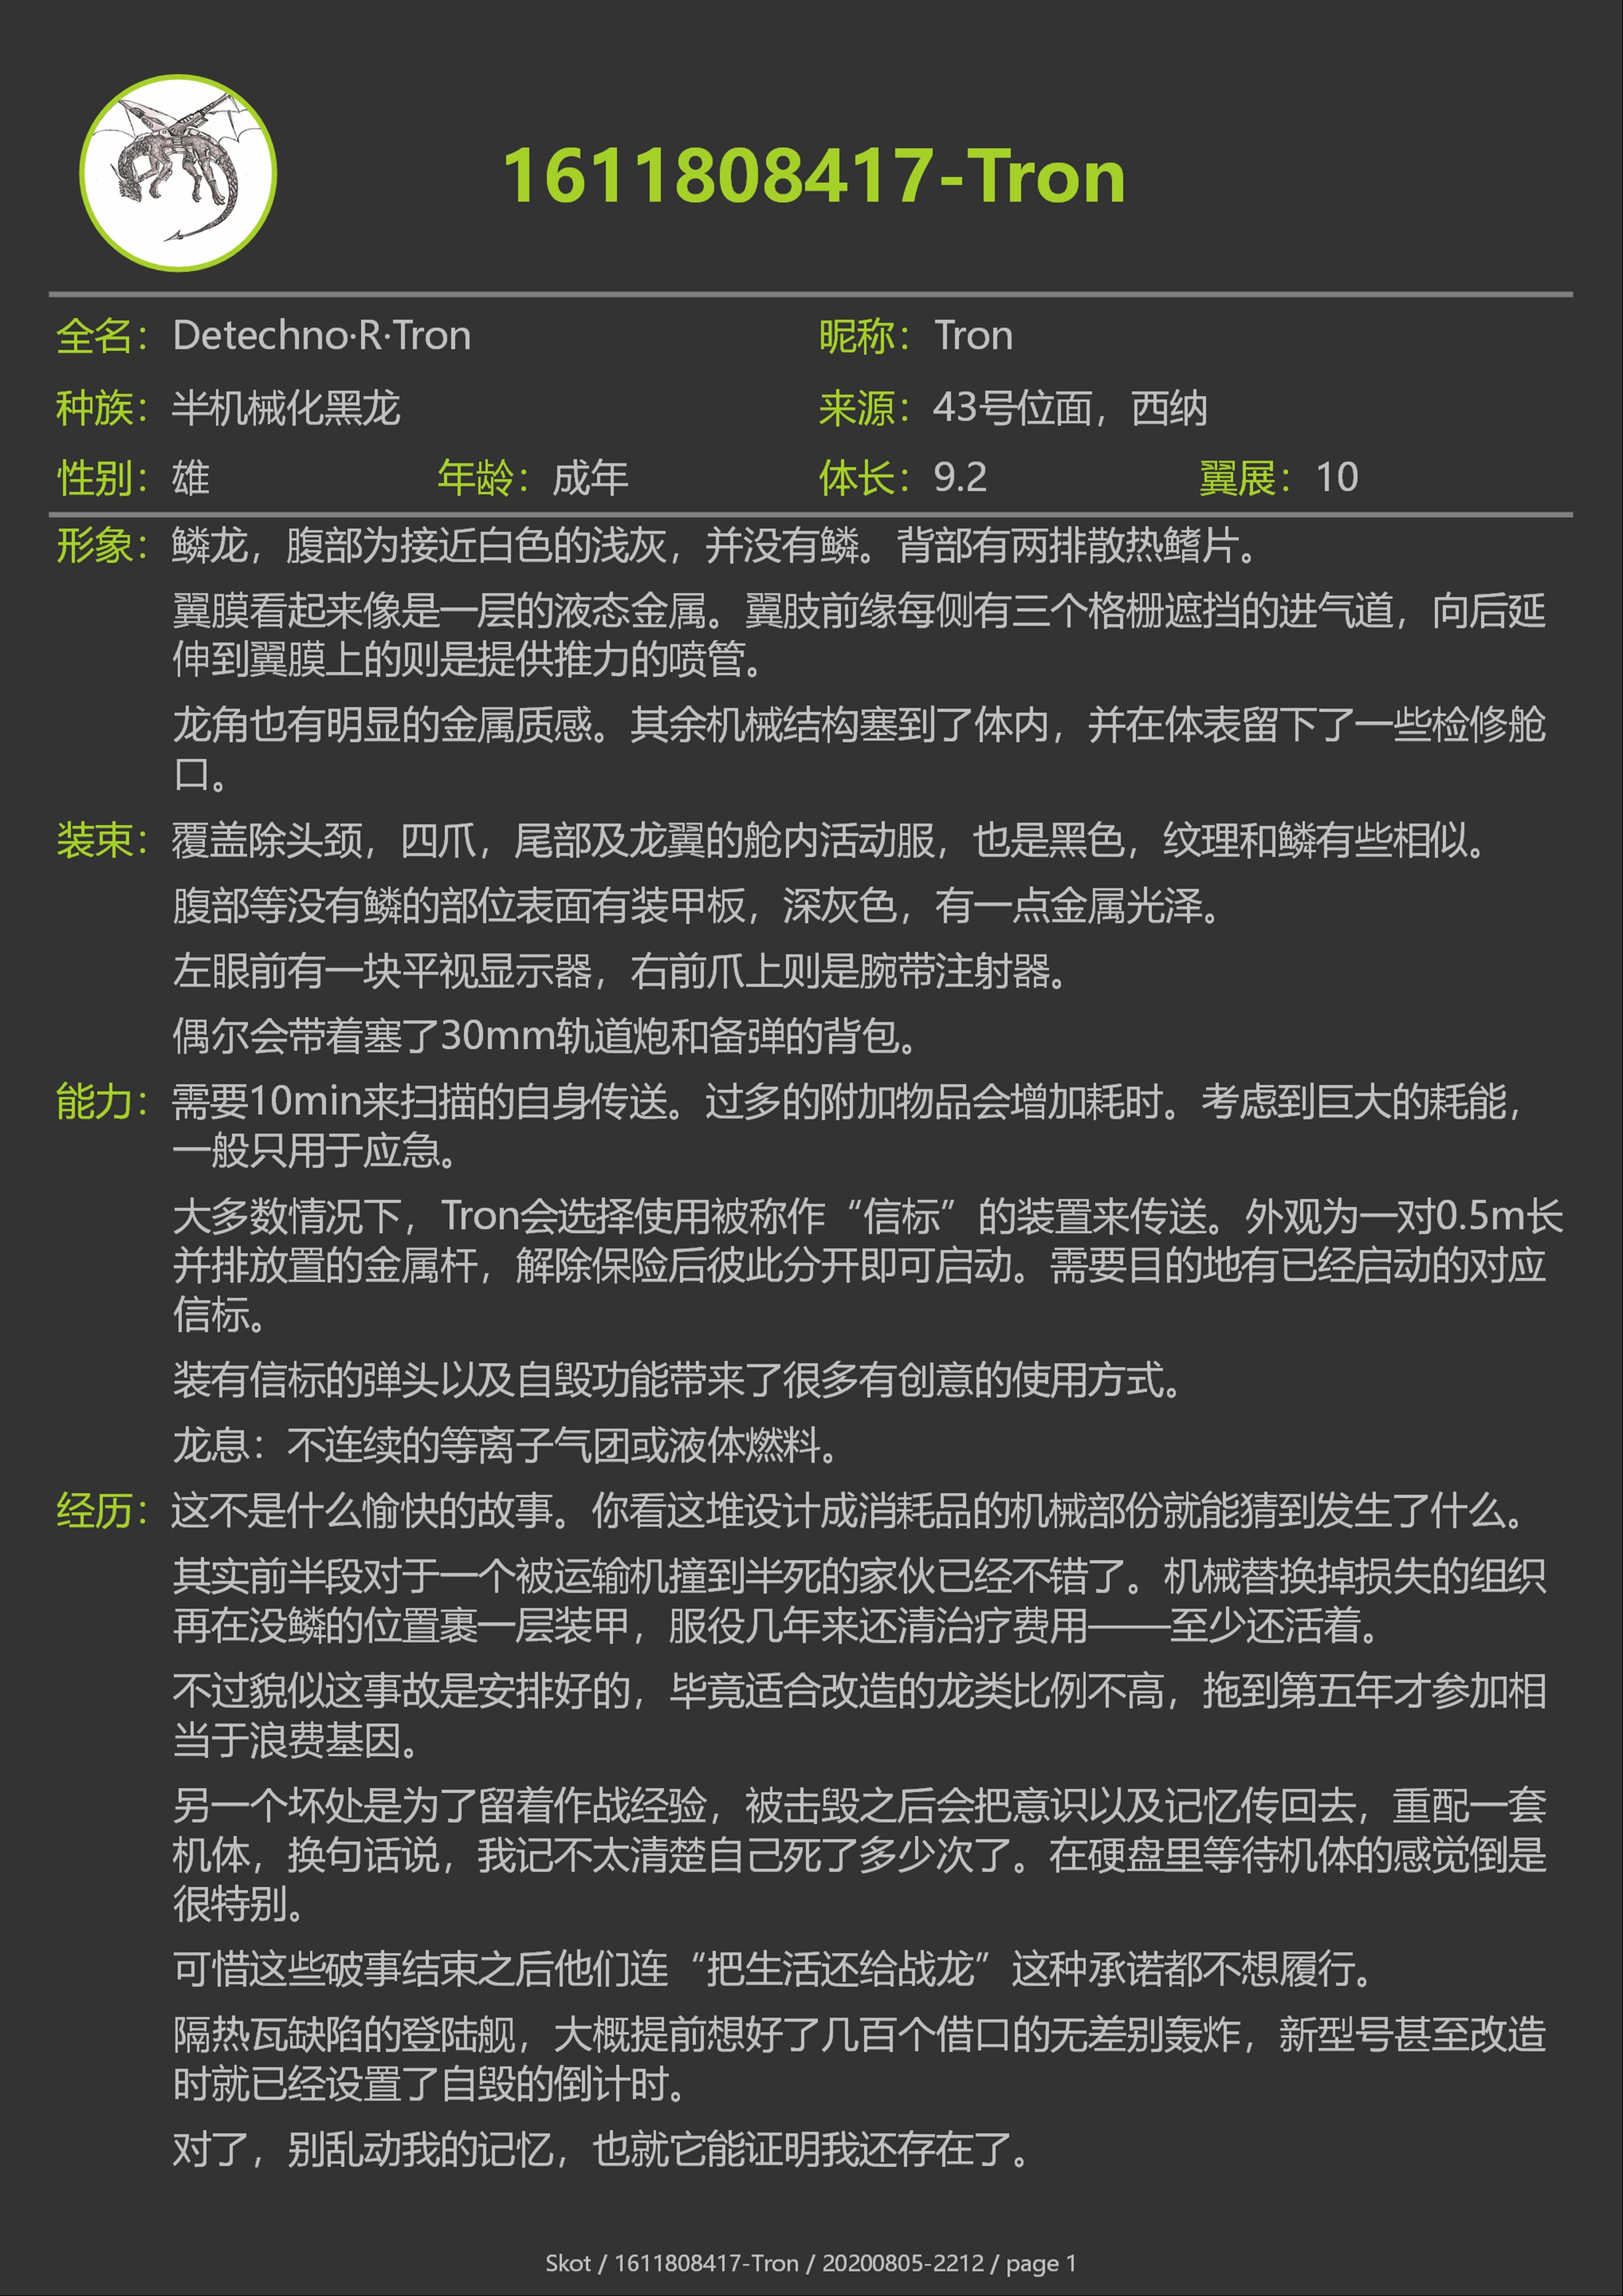 1611808417-Tron
全名：Detechno·R·Tron 昵称：Tron
种族：半机械化黑龙 来源：43号位面，西纳
性别：雄 年龄：成年 体长：9.2 翼展：10
形象：鳞龙，腹部为接近白色的浅灰，并没有鳞。背部有两排散热鳍片。
翼膜看起来像是一层的液态金属。翼肢前缘每侧有三个格栅遮挡的进气道，向后延
伸到翼膜上的则是提供推力的喷管。
龙角也有明显的金属质感。其余机械结构塞到了体内，并在体表留下了一些检修舱
口。
装束：覆盖除头颈，四爪，尾部及龙翼的舱内活动服，也是黑色，纹理和鳞有些相似。
腹部等没有鳞的部位表面有装甲板，深灰色，有一点金属光泽。
左眼前有一块平视显示器，右前爪上则是腕带注射器。
偶尔会带着塞了30mm轨道炮和备弹的背包。
能力：需要10min来扫描的自身传送。过多的附加物品会增加耗时。考虑到巨大的耗能，
一般只用于应急。
大多数情况下，Tron会选择使用被称作“信标”的装置来传送。外观为一对0.5m长
并排放置的金属杆，解除保险后彼此分开即可启动。需要目的地有已经启动的对应
信标。
装有信标的弹头以及自毁功能带来了很多有创意的使用方式。
龙息：不连续的等离子气团或液体燃料。
经历：这不是什么愉快的故事。你看这堆设计成消耗品的机械部份就能猜到发生了什么。
其实前半段对于一个被运输机撞到半死的家伙已经不错了。机械替换掉损失的组织
再在没鳞的位置裹一层装甲，服役几年来还清治疗费用——至少还活着。
不过貌似这事故是安排好的，毕竟适合改造的龙类比例不高，拖到第五年才参加相
当于浪费基因。
另一个坏处是为了留着作战经验，被击毁之后会把意识以及记忆传回去，重配一套
机体，换句话说，我记不太清楚自己死了多少次了。在硬盘里等待机体的感觉倒是
很特别。
可惜这些破事结束之后他们连“把生活还给战龙”这种承诺都不想履行。
隔热瓦缺陷的登陆舰，大概提前想好了几百个借口的无差别轰炸，新型号甚至改造
时就已经设置了自毁的倒计时。
对了，别乱动我的记忆，也就它能证明我还存在了。
Skot / 1611808417-Tron / 20200805-2212 / page 1